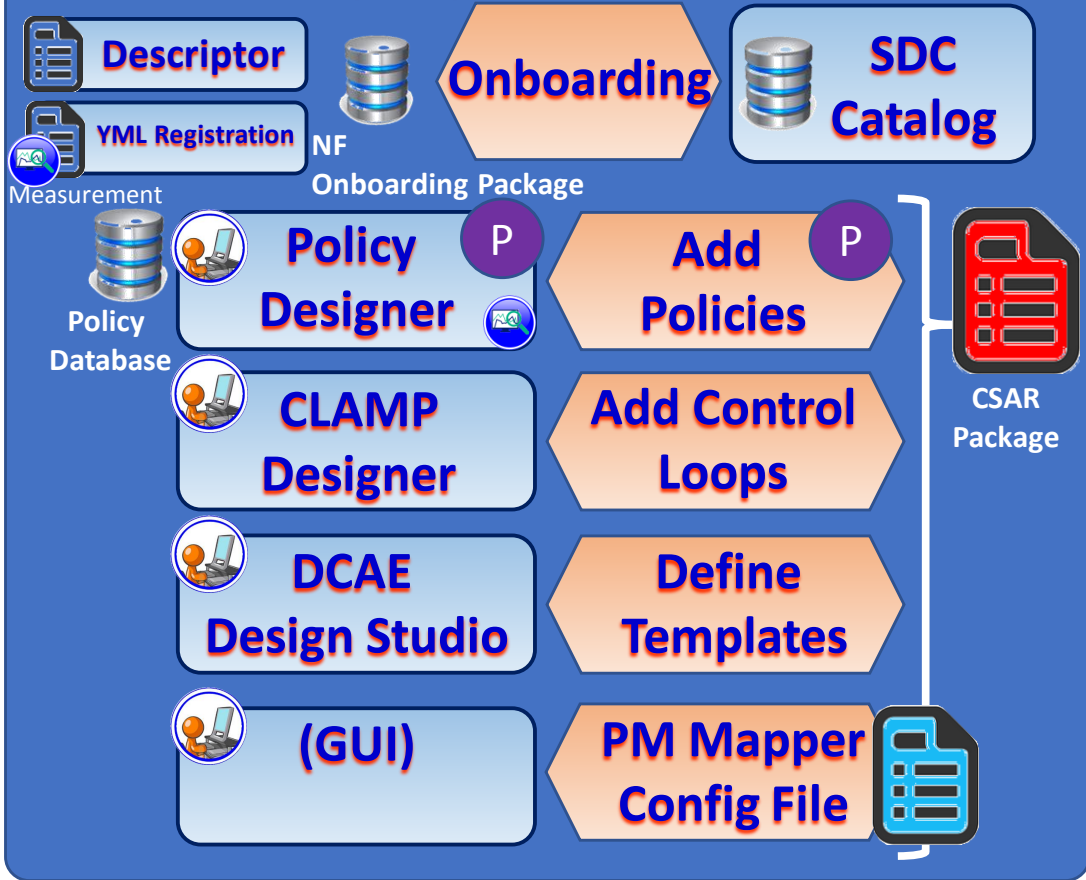 Descriptor
YML Registration
Measurement
NF
Onboarding Package
Onboarding
SDC
Catalog
Policy
Database
Policy
Designer
P
Add
Policies
P
CSAR
Package
CLAMP
Designer
Add Control
Loops
DCAE
Design Studio
Define
Templates
(GUI)
PM Mapper
Config File